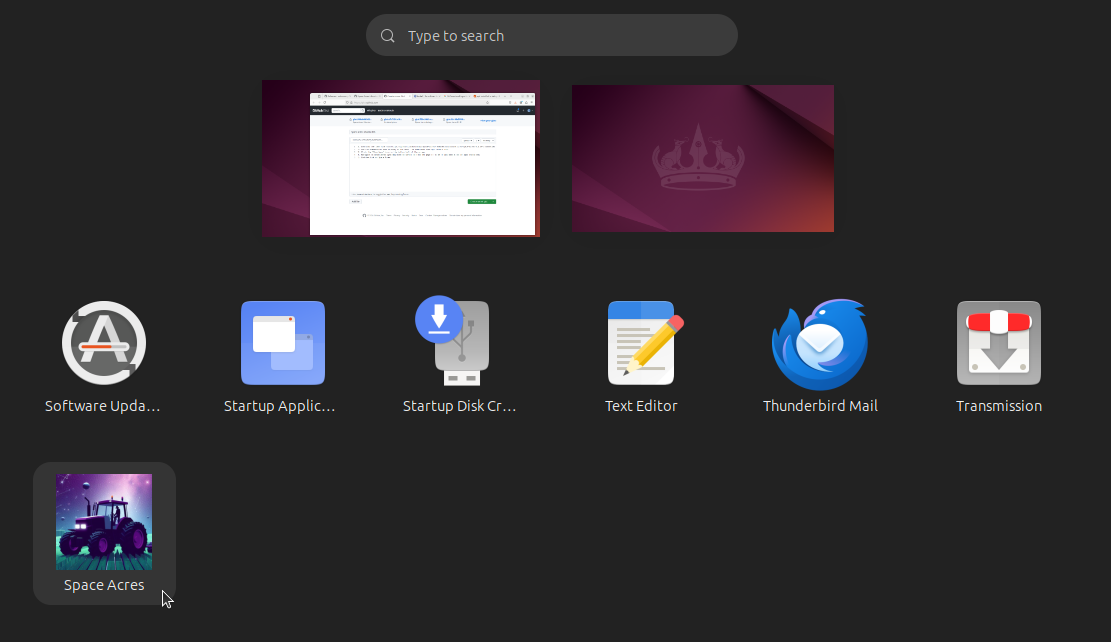 Type to search
Software Upda...
Startup Applic...
Startup Disk Cr...
Text Editor
Thunderbird Mail
Transmission
Space Acres